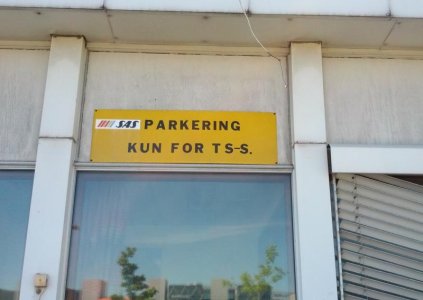 SAS PARKERING
KUN FOR TS-S.